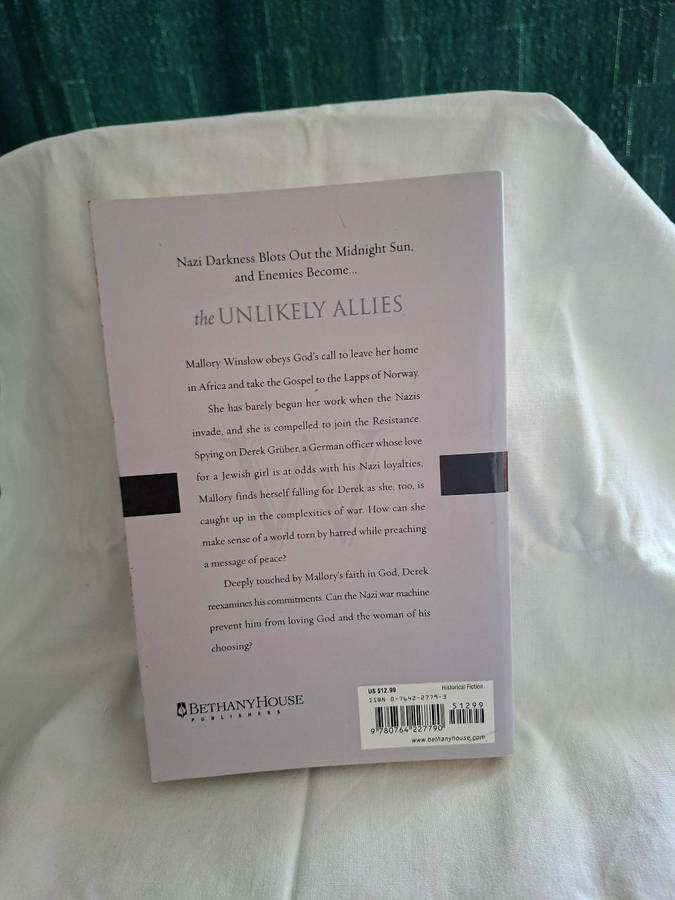 Nazi Darkness Blots Out the Midnight Sun,
and Enemies Become...
the UNLIKELY ALLIES
Mallory Winslow obeys God's call to leave her home
in Africa and take the Gospel to the Lapps of Norway.
She has barely begun her work when the Nazis
invade, and she is compelled to join the Resistance.
Spying on Derek Grüber, a German officer whose love
for a Jewish girl is at odds with his Nazi loyalties,
Mallory finds herself falling for Derek as she, too, is
caught up in the complexities of war. How can she
make sense of a world torn by hatred while preaching
a message of peace?
Deeply touched by Mallory's faith in God, Derek
reexamines his commitments. Can the Nazi war machine
prevent him from loving God and the woman of his
choosing?
BETHANYHOUSE
PUBLISHERS
US $12.99 Historical Fiction
ISBN 0-7642-2779-3
51299
9 780764 227790
www.bethanyhouse.com